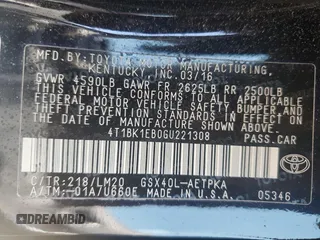 MFD. BY: TOYOTA MOTOR MANUFACTURING,
KENTUCKY, INC. 03/16
GVWR 4590LB GAWR FR 2625LB RR 2500LB
THIS VEHICLE CONFORMS TO ALL APPLICABLE
FEDERAL MOTOR VEHICLE SAFETY, BUMPER, AND
THEFT PREVENTION STANDARDS IN EFFECT ON
THE DATE OF MANUFACTURE SHOWN ABOVE.
4T1BK1EB0GU221308
PASS. CAR
C/TR: 218/LM20 GSX40L-AETPKA
A/TM: -01A/U660E
MADE IN U.S.A.
TOYOTA
05346
AUTOBIDMASTER